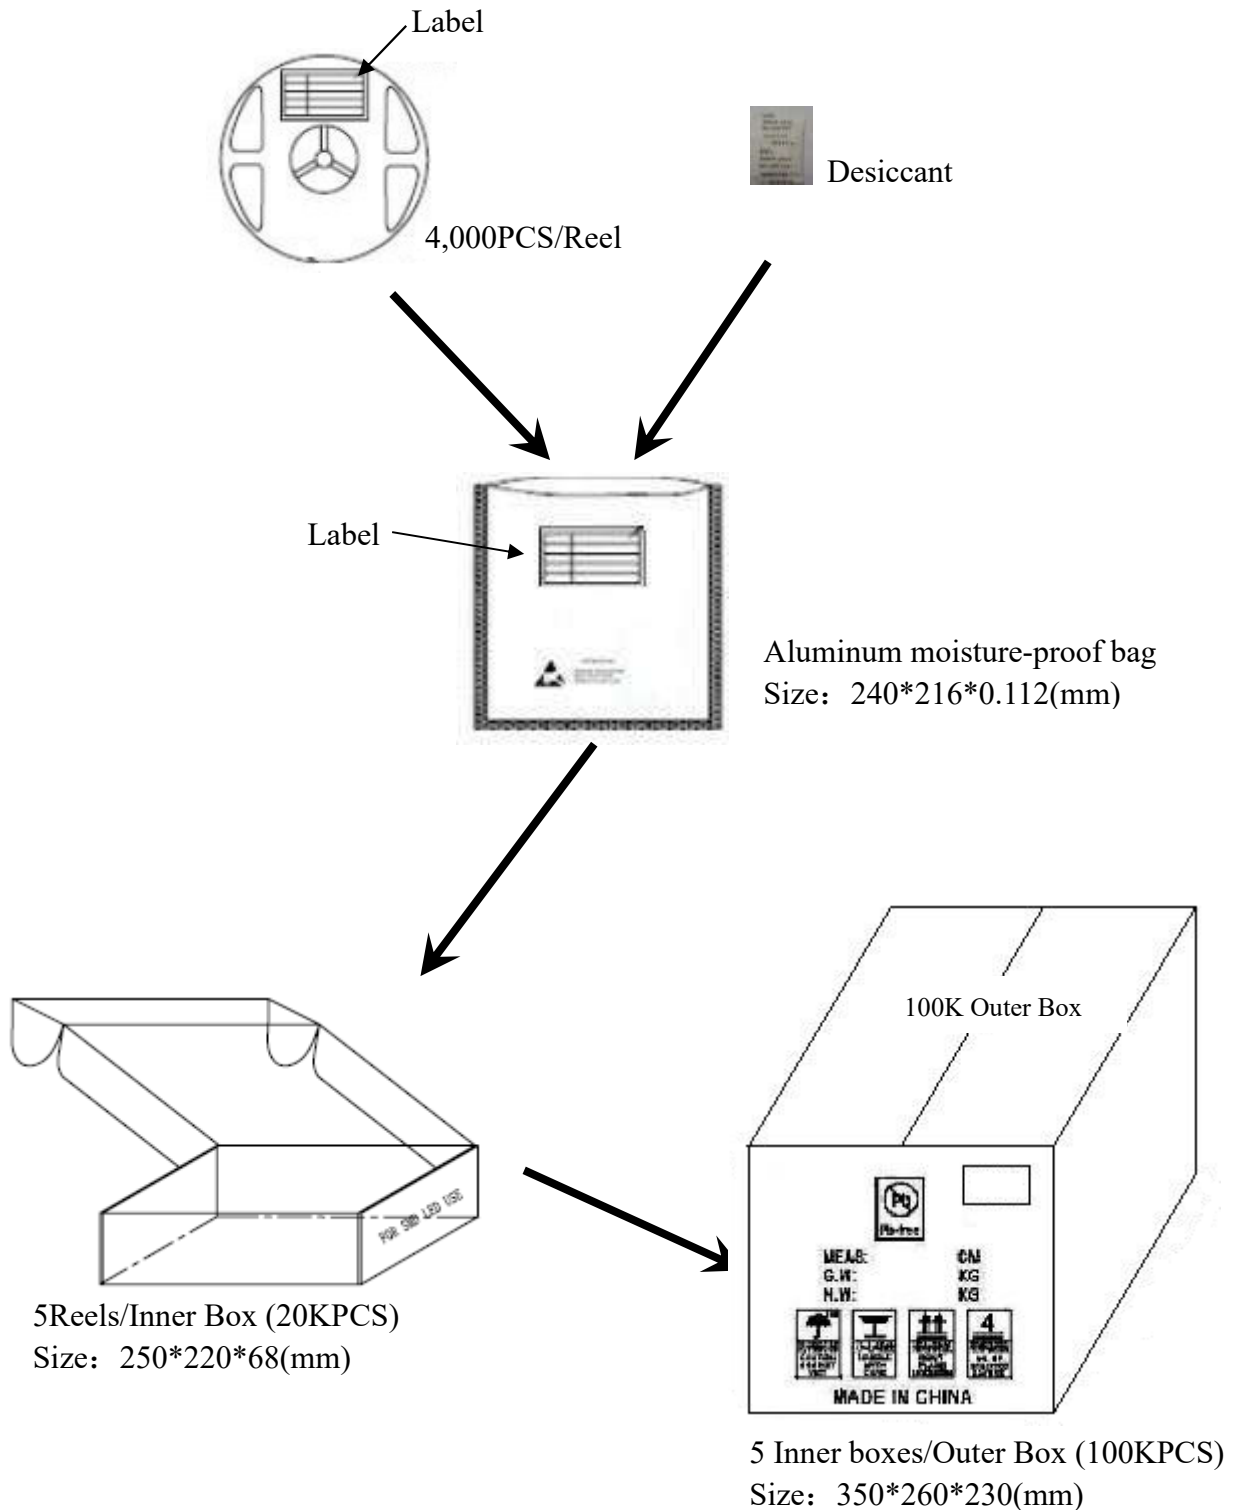 Label
Desiccant
4,000PCS/Reel
Label
Aluminum moisture-proof bag
Size：240*216*0.112(mm)
100K Outer Box
FOR SMD LED USE
Pb
Pb-free
MEAS: CM
G.W: KG
N.W: KG
4
MADE IN CHINA
5Reels/Inner Box (20KPCS)
Size：250*220*68(mm)
5 Inner boxes/Outer Box (100KPCS)
Size：350*260*230(mm)